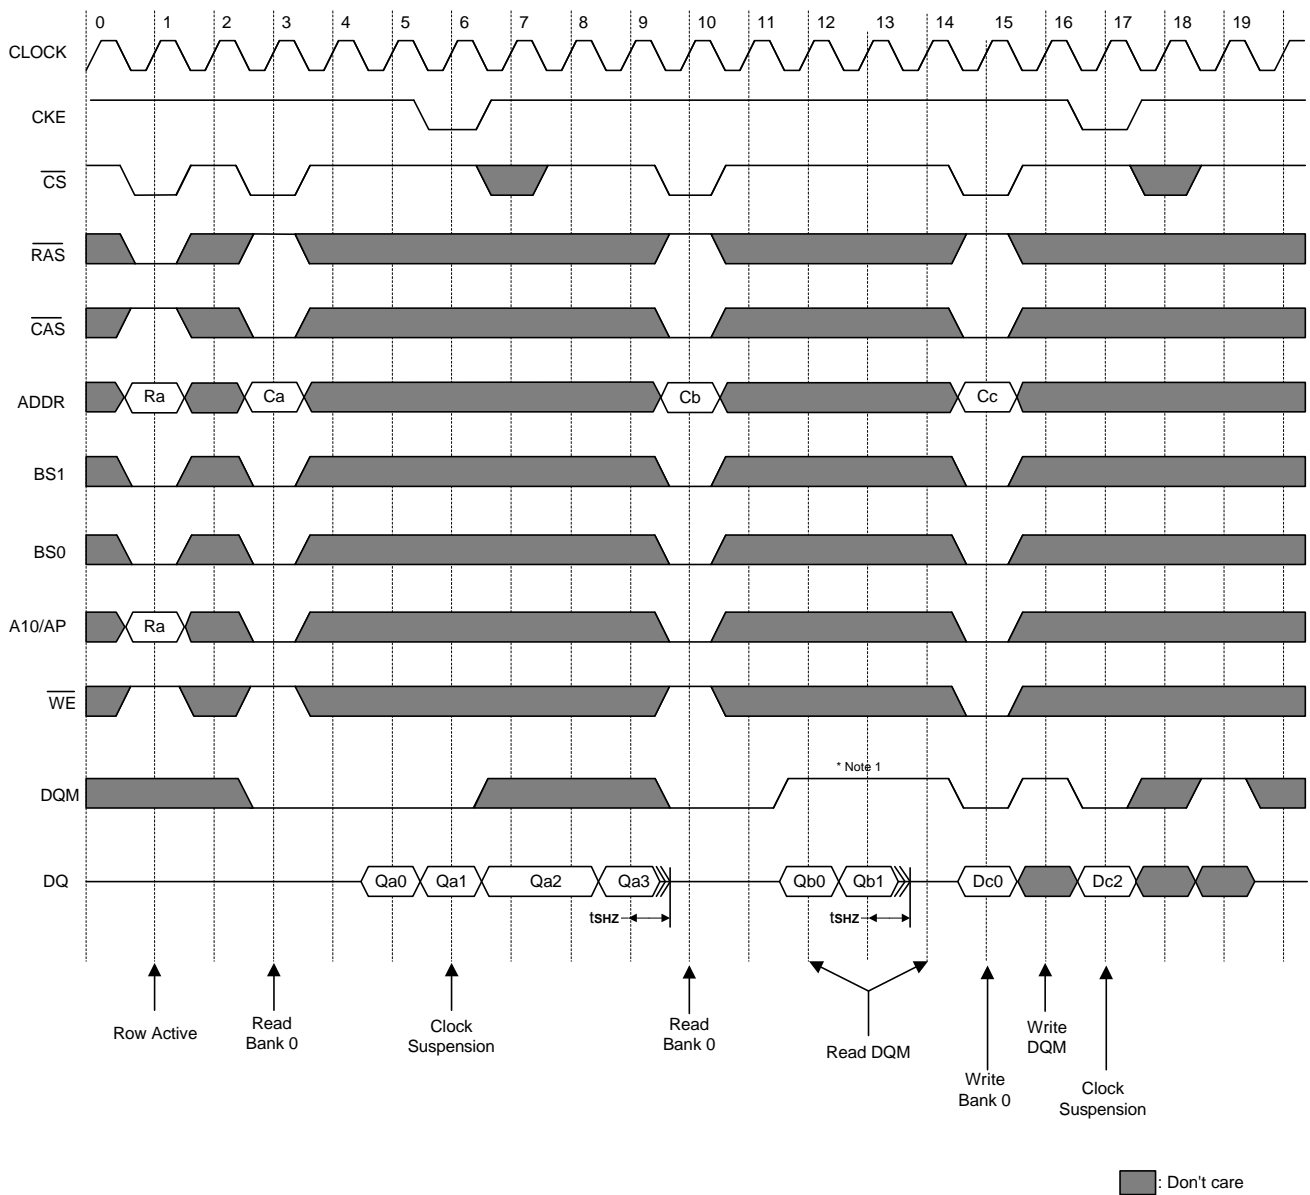 0 1 2 3 4 5 6 7 8 9 10 11 12 13 14 15 16 17 18 19
CLOCK
CKE
CS
RAS
CAS
ADDR Ra Ca Cb Cc
BS1
BS0
A10/AP Ra
WE
* Note 1
DQM
DQ Qa0 Qa1 Qa2 Qa3 Qb0 Qb1 Dc0 Dc2
tSHZ tSHZ
Row Active
Read
Bank 0
Clock
Suspension
Read
Bank 0
Read DQM
Write
Bank 0
Write
DQM
Clock
Suspension
: Don't care